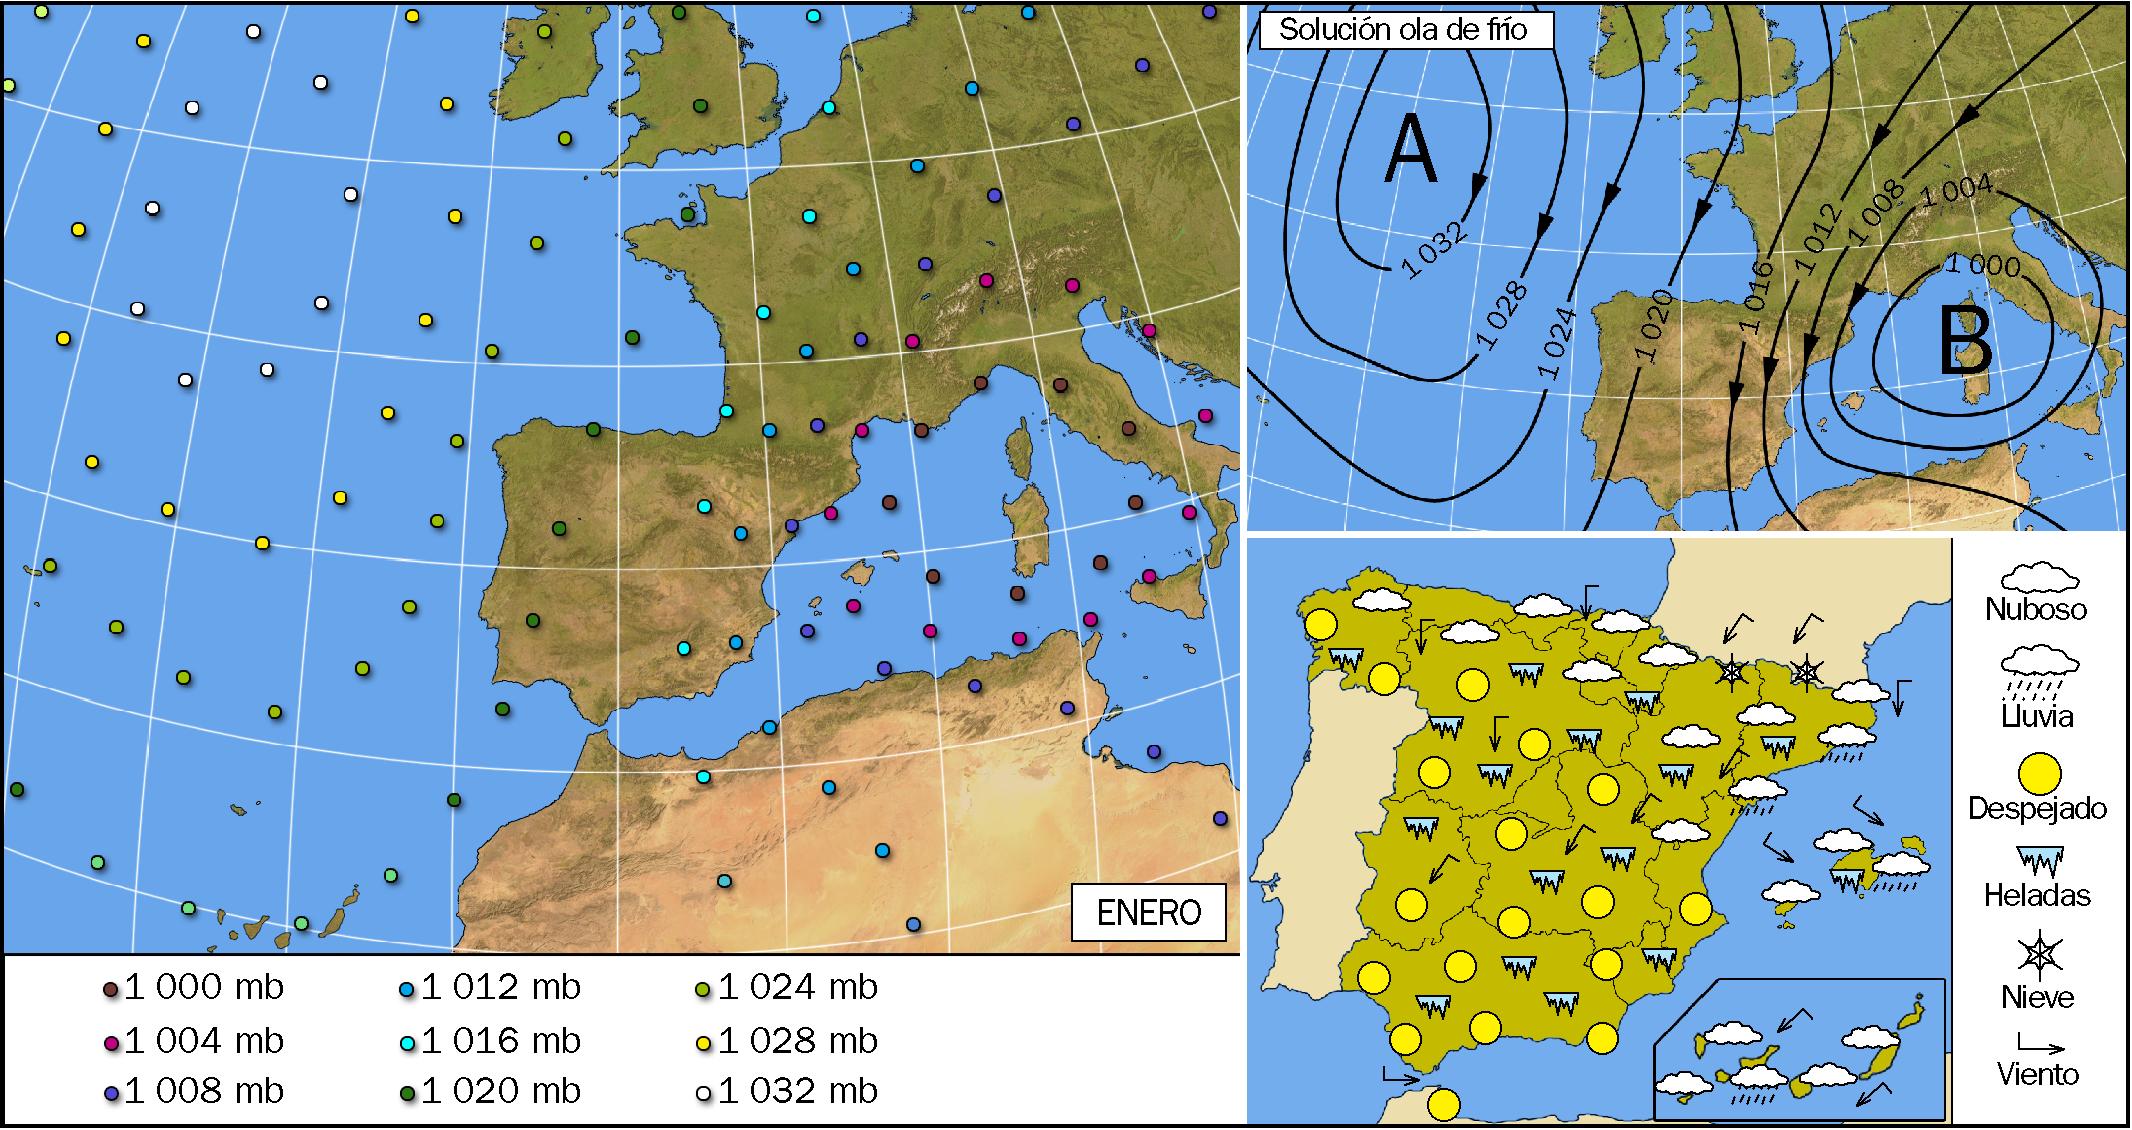 ENERO
1 000 mb
1 004 mb
1 008 mb
1 012 mb
1 016 mb
1 020 mb
1 024 mb
1 028 mb
1 032 mb
Solución ola de frío
A
B
1 032
1 028
1 024
1 020
1 016
1 012
1 008
1 004
1 000
Nuboso
Lluvia
Despejado
Heladas
Nieve
Viento